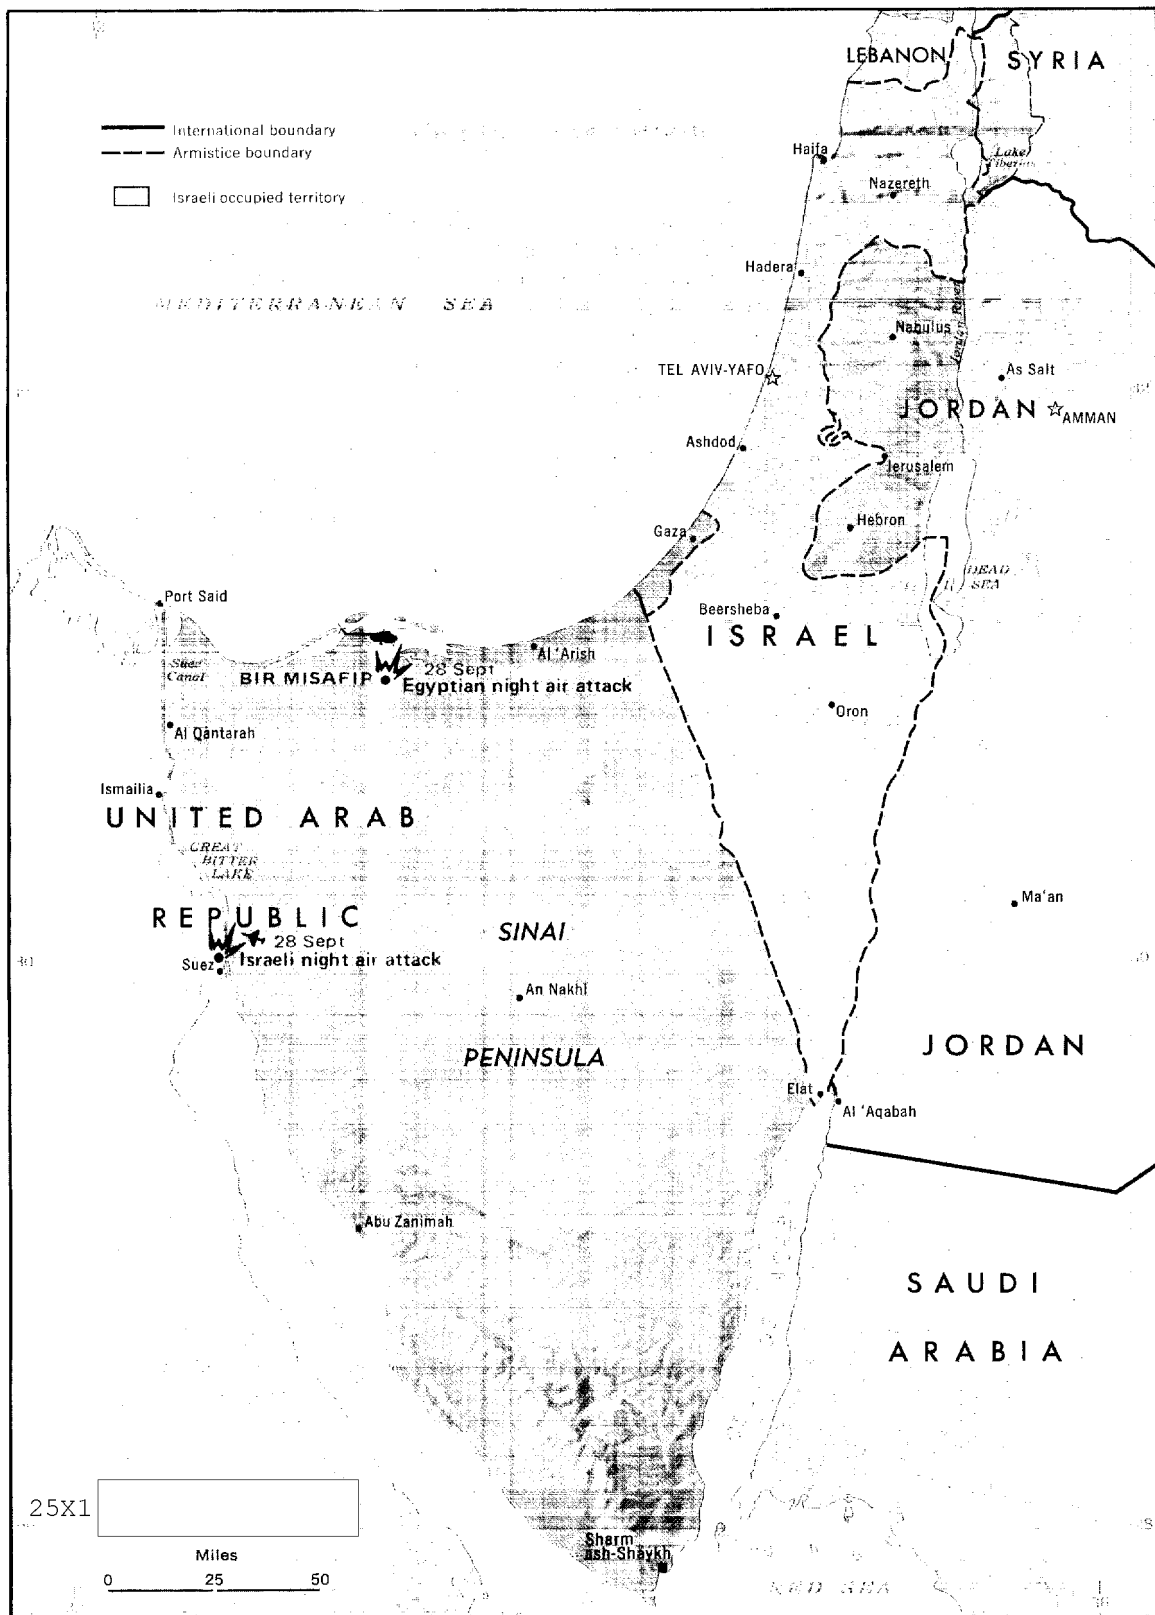 LEBANON
SYRIA
International boundary
Armistice boundary
Israeli occupied territory
Haifa
Lake
Nazereth
Hadera
MEDITERRANEAN SEA
Nabulus
Jordan River
TEL AVIV-YAFO
As Salt
JORDAN
AMMAN
Ashdod
Jerusalem
Gaza
Hebron
DEAD
SEA
Port Said
Beersheba
ISRAEL
Al 'Arish
Suez
Canal
BIR MISAFIR
28 Sept
Egyptian night air attack
Oron
Al Qantarah
Ismailia
UNITED ARAB
GREAT
BITTER
LAKE
Ma'an
REPUBLIC
SINAI
28 Sept
Israeli night air attack
Suez
An Nakhl
JORDAN
PENINSULA
Elat
Al 'Aqabah
Abu Zanimah
SAUDI
ARABIA
25X1
Sharm
ash-Shaykh
Miles
0 25 50
RED SEA